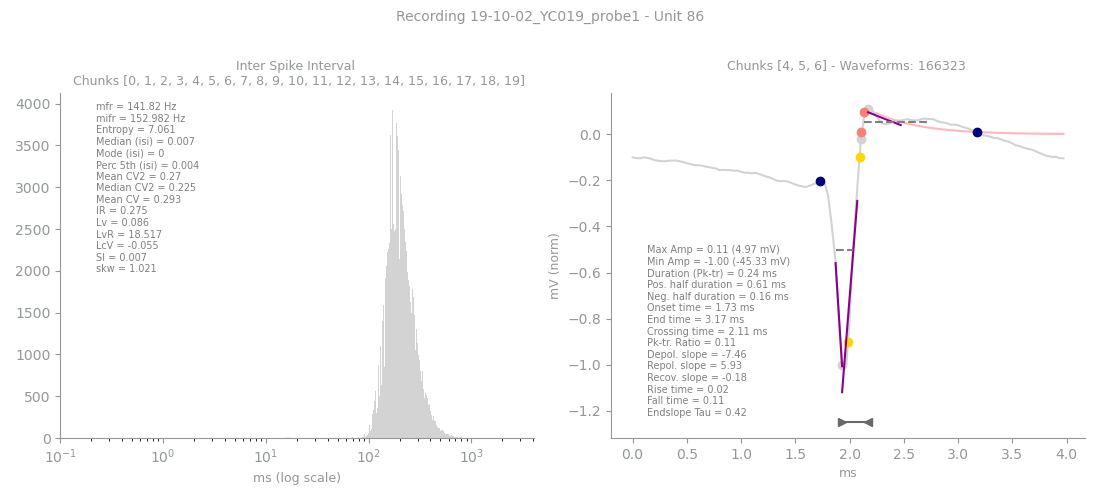 Recording 19-10-02_YC019_probe1 - Unit 86
Inter Spike Interval
Chunks [0, 1, 2, 3, 4, 5, 6, 7, 8, 9, 10, 11, 12, 13, 14, 15, 16, 17, 18, 19]
4000
3500
3000
2500
2000
1500
1000
500
0
mfr = 141.82 Hz
mifr = 152.982 Hz
Entropy = 7.061
Median (isi) = 0.007
Mode (isi) = 0
Perc 5th (isi) = 0.004
Mean CV2 = 0.27
Median CV2 = 0.225
Mean CV = 0.293
IR = 0.275
Lv = 0.086
LvR = 18.517
LcV = -0.055
SI = 0.007
skw = 1.021
10⁻¹ 10⁰ 10¹ 10² 10³
ms (log scale)
Chunks [4, 5, 6] - Waveforms: 166323
mV (norm)
0.0
−0.2
−0.4
−0.6
−0.8
−1.0
−1.2
Max Amp = 0.11 (4.97 mV)
Min Amp = -1.00 (-45.33 mV)
Duration (Pk-tr) = 0.24 ms
Pos. half duration = 0.61 ms
Neg. half duration = 0.16 ms
Onset time = 1.73 ms
End time = 3.17 ms
Crossing time = 2.11 ms
Pk-tr. Ratio = 0.11
Depol. slope = -7.46
Repol. slope = 5.93
Recov. slope = -0.18
Rise time = 0.02
Fall time = 0.11
Endslope Tau = 0.42
0.0 0.5 1.0 1.5 2.0 2.5 3.0 3.5 4.0
ms